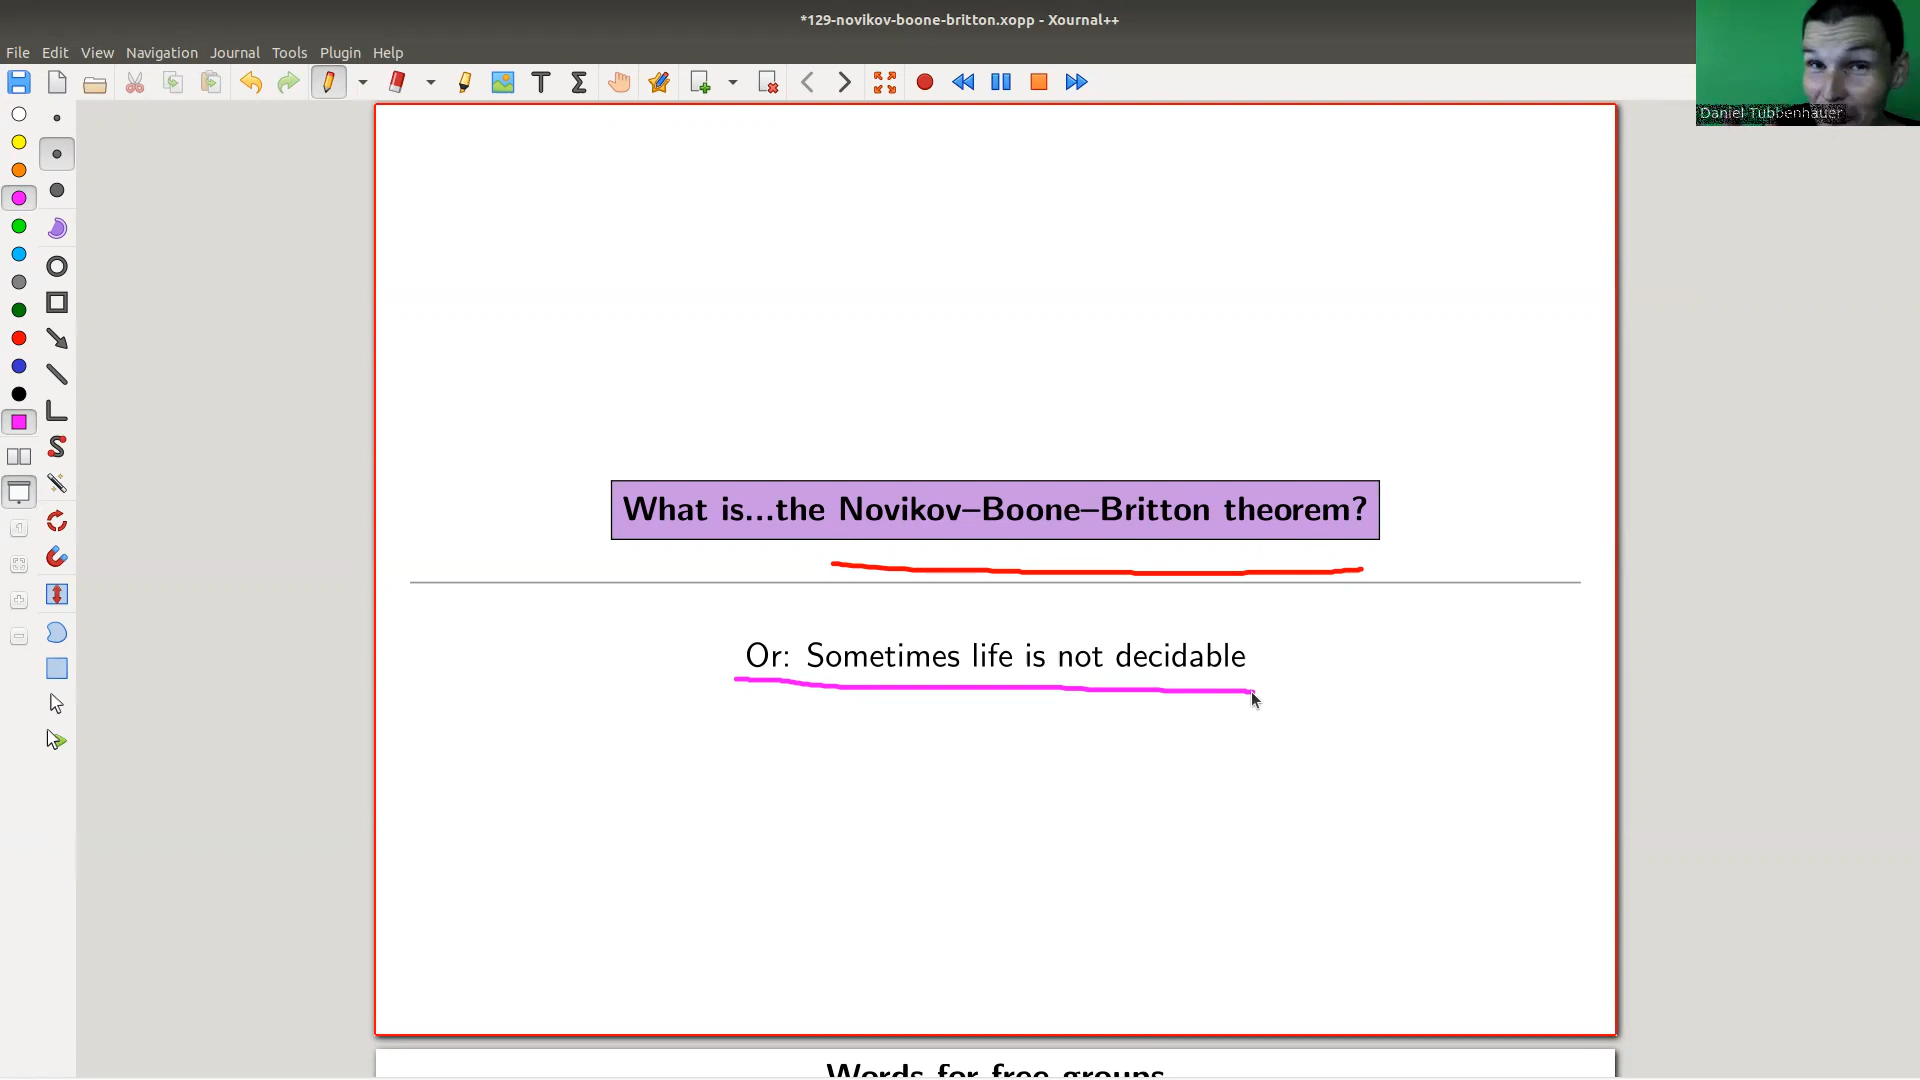 *129-novikov-boone-britton.xopp - Xournal++
File Edit View Navigation Journal Tools Plugin Help
Daniel Tubbenhauer
What is...the Novikov–Boone–Britton theorem?
Or: Sometimes life is not decidable
Words for free groups